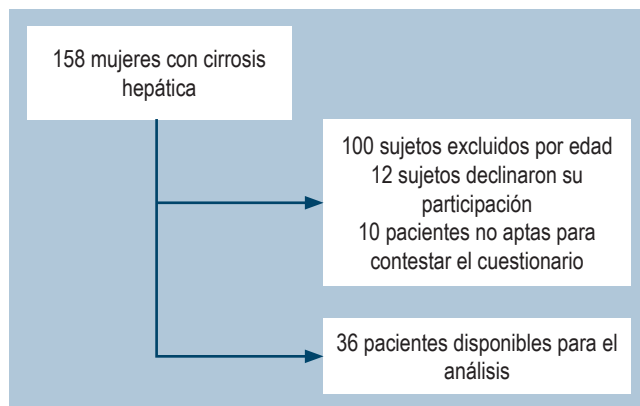 158 mujeres con cirrosis
hepática
100 sujetos excluidos por edad
12 sujetos declinaron su
participación
10 pacientes no aptas para
contestar el cuestionario
36 pacientes disponibles para el
análisis